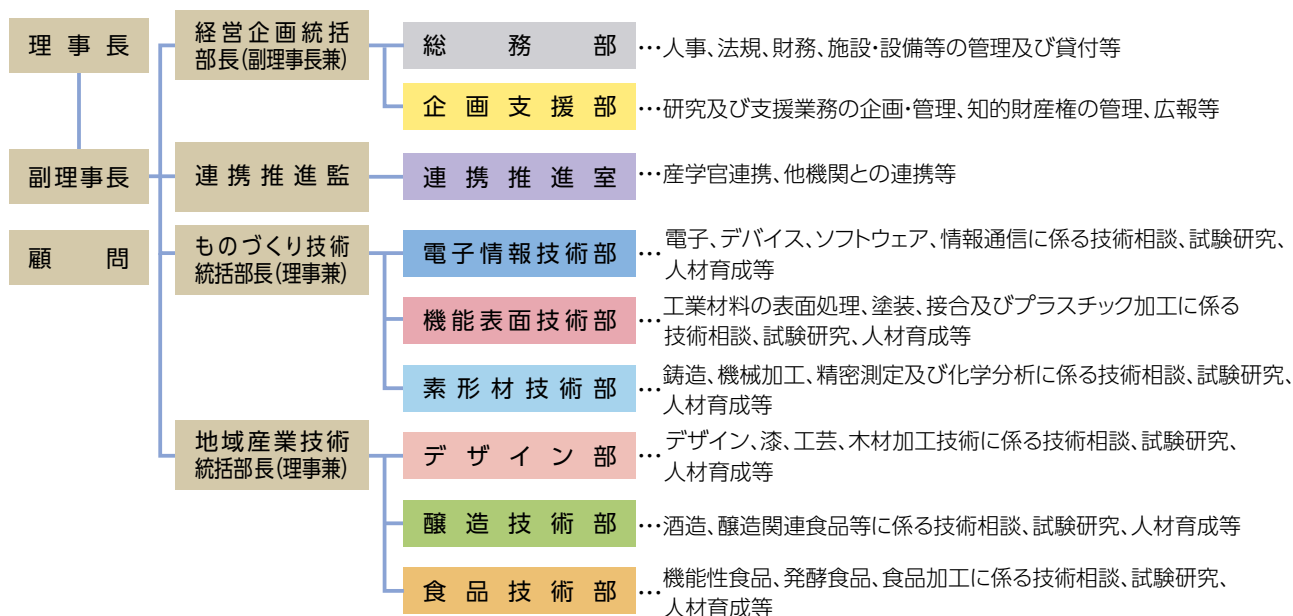 理事長
経営企画統括
部長(副理事長兼)
総務部
…人事、法規、財務、施設・設備等の管理及び貸付等
企画支援部
…研究及び支援業務の企画・管理、知的財産権の管理、広報等
副理事長
連携推進監
連携推進室
…産学官連携、他機関との連携等
顧問
ものづくり技術
統括部長(理事兼)
電子情報技術部
…電子、デバイス、ソフトウェア、情報通信に係る技術相談、試験研究、
人材育成等
機能表面技術部
…工業材料の表面処理、塗装、接合及びプラスチック加工に係る
技術相談、試験研究、人材育成等
素形材技術部
…鋳造、機械加工、精密測定及び化学分析に係る技術相談、試験研究、
人材育成等
地域産業技術
統括部長(理事兼)
デザイン部
…デザイン、漆、工芸、木材加工技術に係る技術相談、試験研究、
人材育成等
醸造技術部
…酒造、醸造関連食品等に係る技術相談、試験研究、人材育成等
食品技術部
…機能性食品、発酵食品、食品加工に係る技術相談、試験研究、
人材育成等